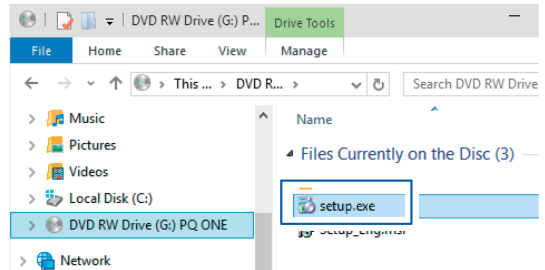 DVD RW Drive (G:) P... Drive Tools
File Home Share View Manage
This ... DVD R... Search DVD RW Drive
Music
Pictures
Videos
Local Disk (C:)
DVD RW Drive (G:) PQ ONE
Network
Name
Files Currently on the Disc (3)
setup.exe